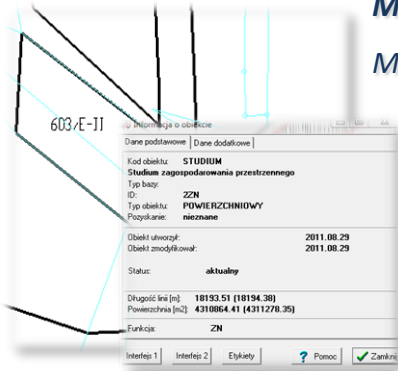 M
M
603/E-II
Informacja o obiekcie
Dane podstawowe Dane dodatkowe
Kod obiektu: STUDIUM
Studium zagospodarowania przestrzennego
Typ bazy:
ID: 2ZN
Typ obiektu: POWIERZCHNIOWY
Pozyskanie: nieznane
Obiekt utworzył: 2011.08.29
Obiekt zmodyfikował: 2011.08.29
Status: aktualny
Długość linii [m]: 18193.51 (18194.38)
Powierzchnia [m2]: 4310864.41 (4311278.35)
Funkcja: ZN
Interfejs 1 Interfejs 2 Etykiety ? Pomoc Zamknij